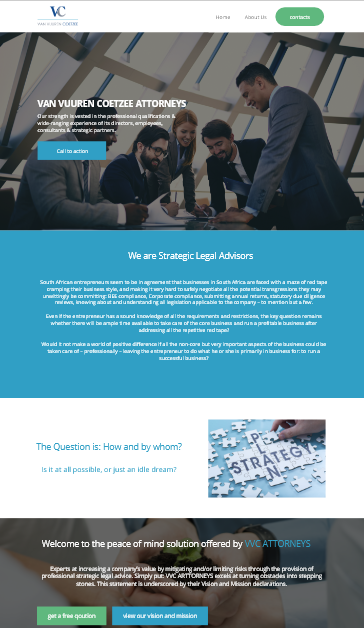 VC
VAN VUUREN COETZEE
Home
About Us
contacts
VAN VUUREN COETZEE ATTORNEYS
Our strength is vested in the professional qualifications &
wide-ranging experience of its directors, employees,
consultants & strategic partners.
Call to action
We are Strategic Legal Advisors
South African entrepreneurs seem to be in agreement that businesses in South Africa are faced with a maze of red tape
cramping their business style, and making it very hard to safely negotiate all the potential transgressions they may
unwittingly be committing: BEE compliance, Corporate compliance, submitting annual returns, statutory due diligence
reviews, knowing about and understanding all legislation applicable to the company – to mention but a few.
Even if the entrepreneur has a sound knowledge of all the requirements and restrictions, the key question remains
whether there will be ample time available to take care of the core business and run a profitable business after
addressing all the repetitive red tape?
Would it not make a world of positive difference if all the non-core but very important aspects of the business could be
taken care of – professionally – leaving the entrepreneur to do what he or she is primarily in business for: to run a
successful business?
The Question is: How and by whom?
Is it at all possible, or just an idle dream?
PLAN
STRATEGY
Welcome to the peace of mind solution offered by VVC ATTORNEYS
Experts at increasing a company's value by mitigating and/or limiting risks through the provision of
professional strategic legal advice. Simply put: VVC ARTTORNEYS excels at turning obstacles into stepping
stones. This statement is underscored by their Vision and Mission declarations.
get a free qoution
view our vision and mission